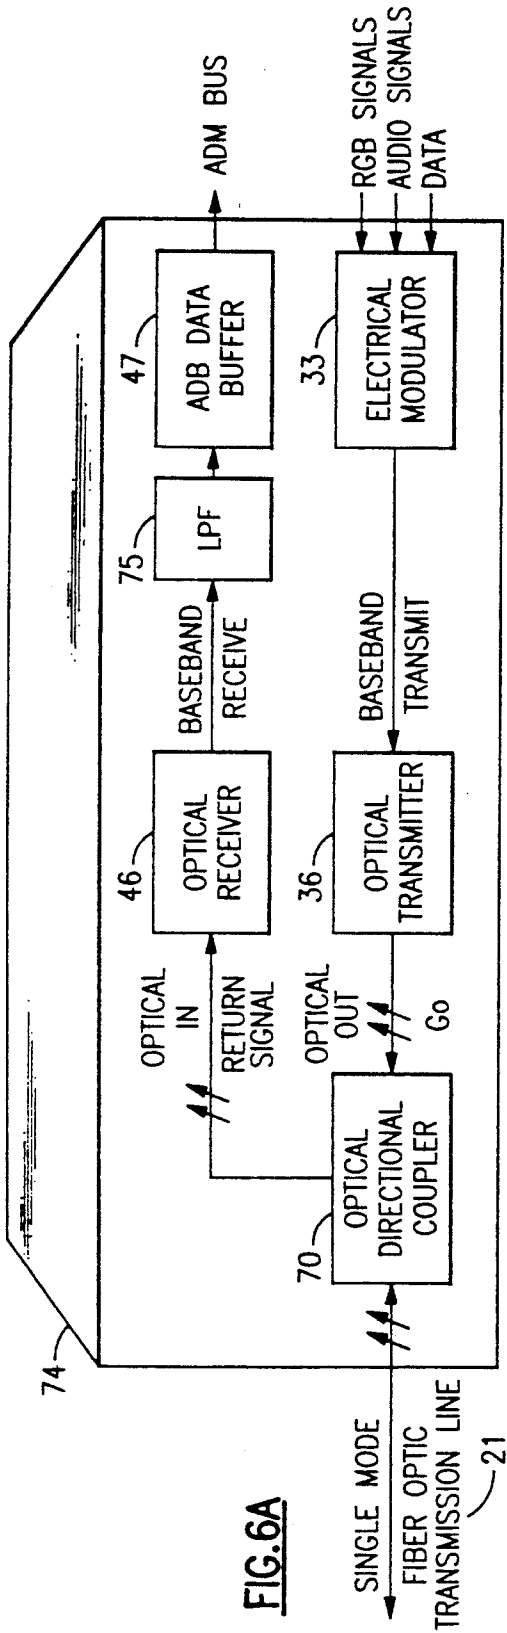 FIG.6A
74
SINGLE MODE
FIBER OPTIC
TRANSMISSION LINE
21
70
OPTICAL
DIRECTIONAL
COUPLER
OPTICAL
IN
RETURN
SIGNAL
OPTICAL
OUT
Go
46
OPTICAL
RECEIVER
36
OPTICAL
TRANSMITTER
BASEBAND
RECEIVE
BASEBAND
TRANSMIT
75
LPF
47
ADB DATA
BUFFER
33
ELECTRICAL
MODULATOR
ADM BUS
RGB SIGNALS
AUDIO SIGNALS
DATA